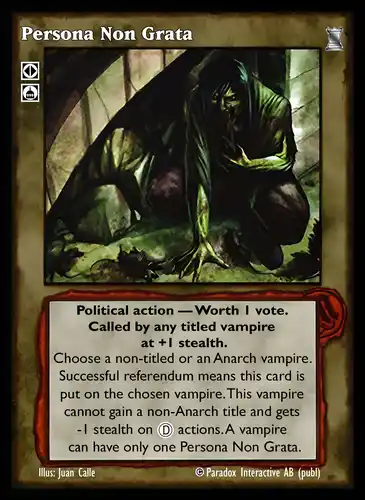 Persona Non Grata
Political action — Worth 1 vote.
Called by any titled vampire
at +1 stealth.
Choose a non-titled or an Anarch vampire.
Successful referendum means this card is
put on the chosen vampire. This vampire
cannot gain a non-Anarch title and gets
-1 stealth on Ⓓ actions. A vampire
can have only one Persona Non Grata.
Illus: Juan Calle
© Paradox Interactive AB (publ)